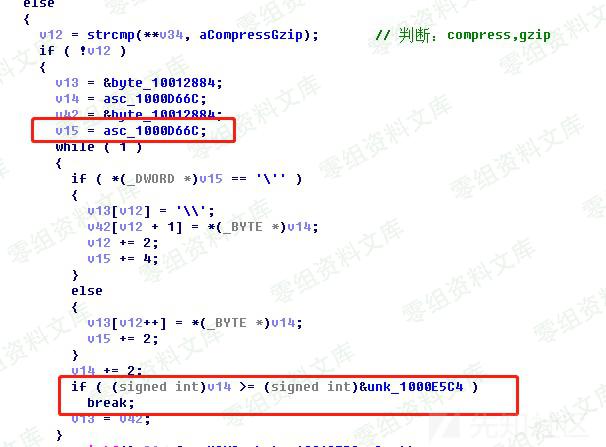 else
{
v12 = strcmp(**v34, aCompressGzip);        // 判断：compress,gzip
if ( !v12 )
{
v13 = &byte_10012884;
v14 = asc_1000D66C;
v42 = &byte_10012884;
v15 = asc_1000D66C;
while ( 1 )
{
if ( *(_DWORD *)v15 == '\'' )
{
v13[v12] = '\\';
v42[v12 + 1] = *(_BYTE *)v14;
v12 += 2;
v15 += 4;
}
else
{
v13[v12++] = *(_BYTE *)v14;
v15 += 2;
}
v14 += 2;
if ( (signed int)v14 >= (signed int)&unk_1000E5C4 )
break;
v13 = v42;
}
零组资料文库